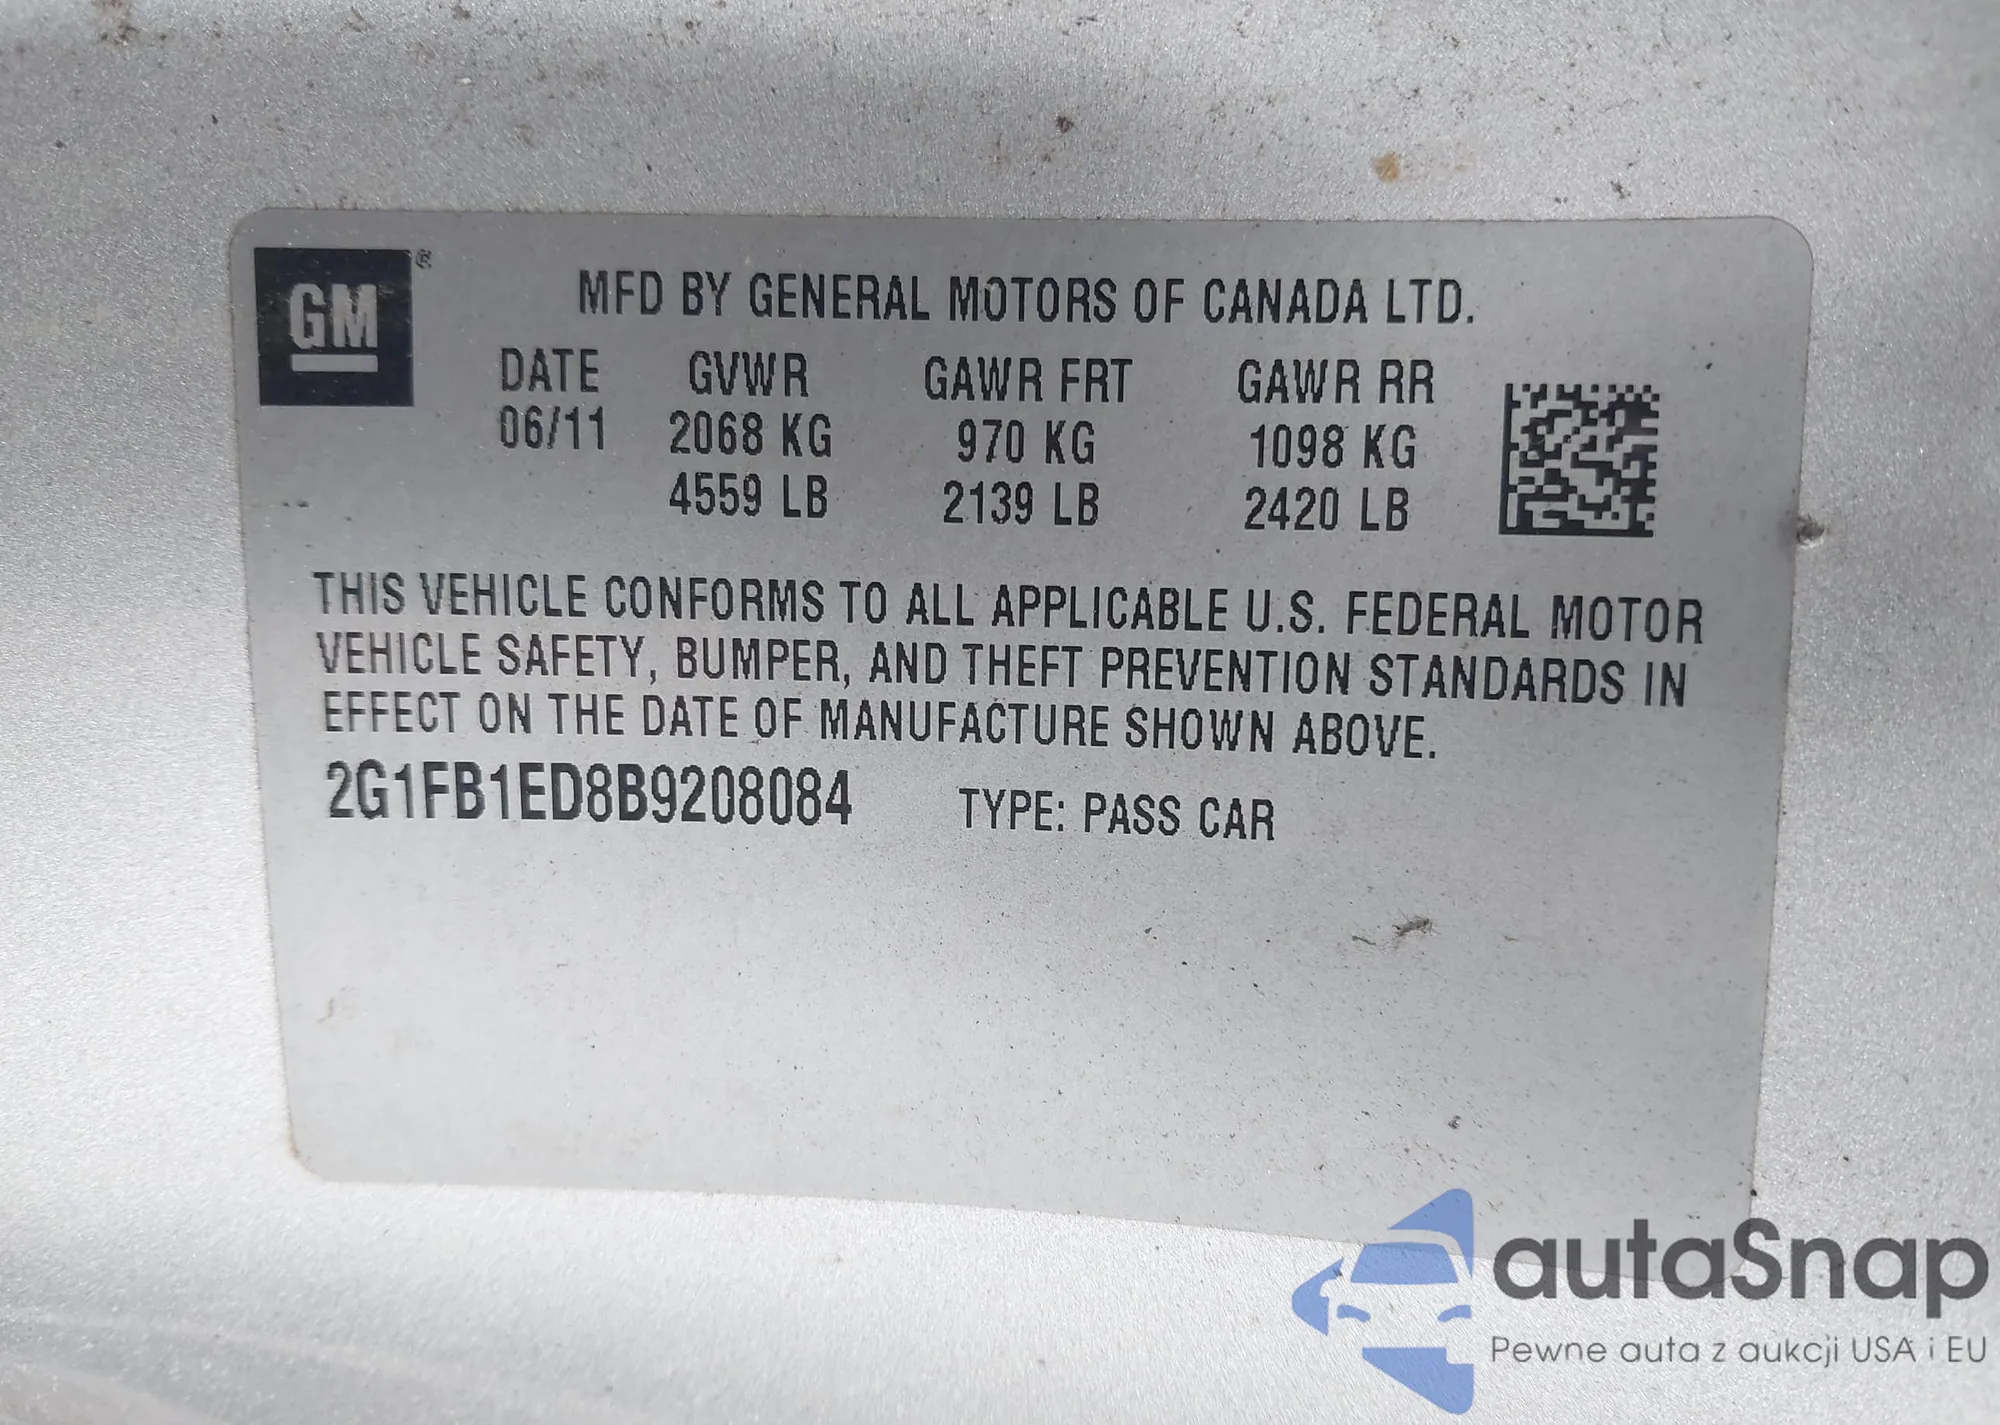 GM ®
MFD BY GENERAL MOTORS OF CANADA LTD.
DATE GVWR GAWR FRT GAWR RR
06/11 2068 KG 970 KG 1098 KG
4559 LB 2139 LB 2420 LB
THIS VEHICLE CONFORMS TO ALL APPLICABLE U.S. FEDERAL MOTOR
VEHICLE SAFETY, BUMPER, AND THEFT PREVENTION STANDARDS IN
EFFECT ON THE DATE OF MANUFACTURE SHOWN ABOVE.
2G1FB1ED8B9208084 TYPE: PASS CAR
autaSnap
Pewne auta z aukcji USA i EU